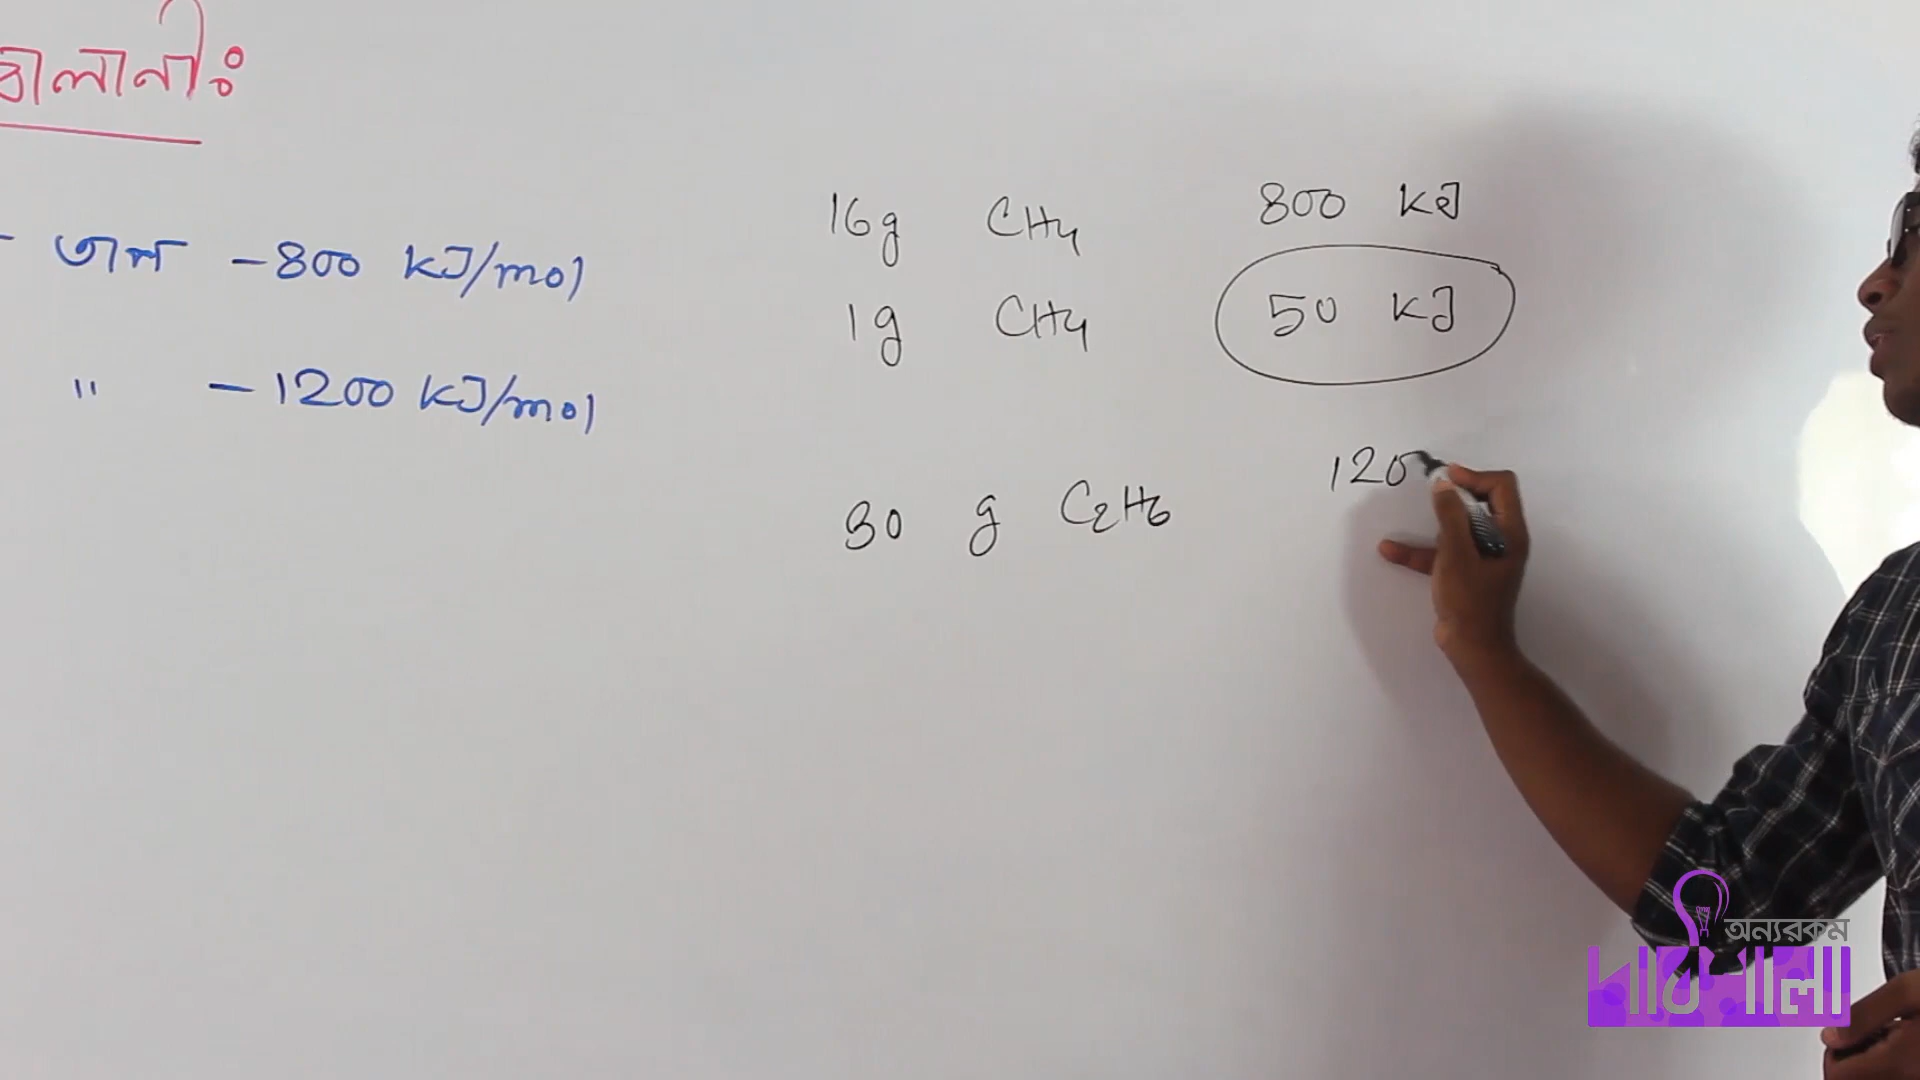 জ্বালানীঃ
- তাপ -800 KJ/mol
" -1200 KJ/mol
16g CH4 800 KJ
1g CH4 50 KJ
30 g C2H6 120
অন্যরকম
পাঠশালা